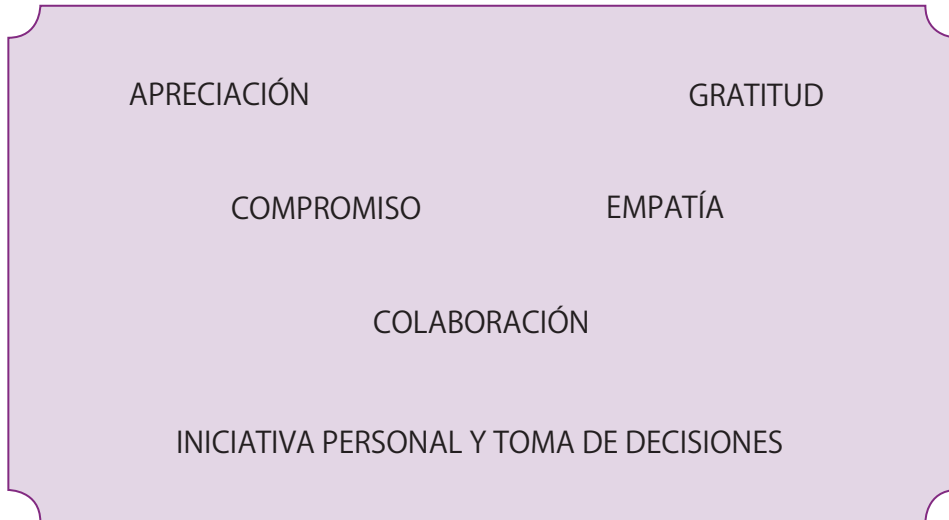 APRECIACIÓN
GRATITUD
COMPROMISO
EMPATÍA
COLABORACIÓN
INICIATIVA PERSONAL Y TOMA DE DECISIONES